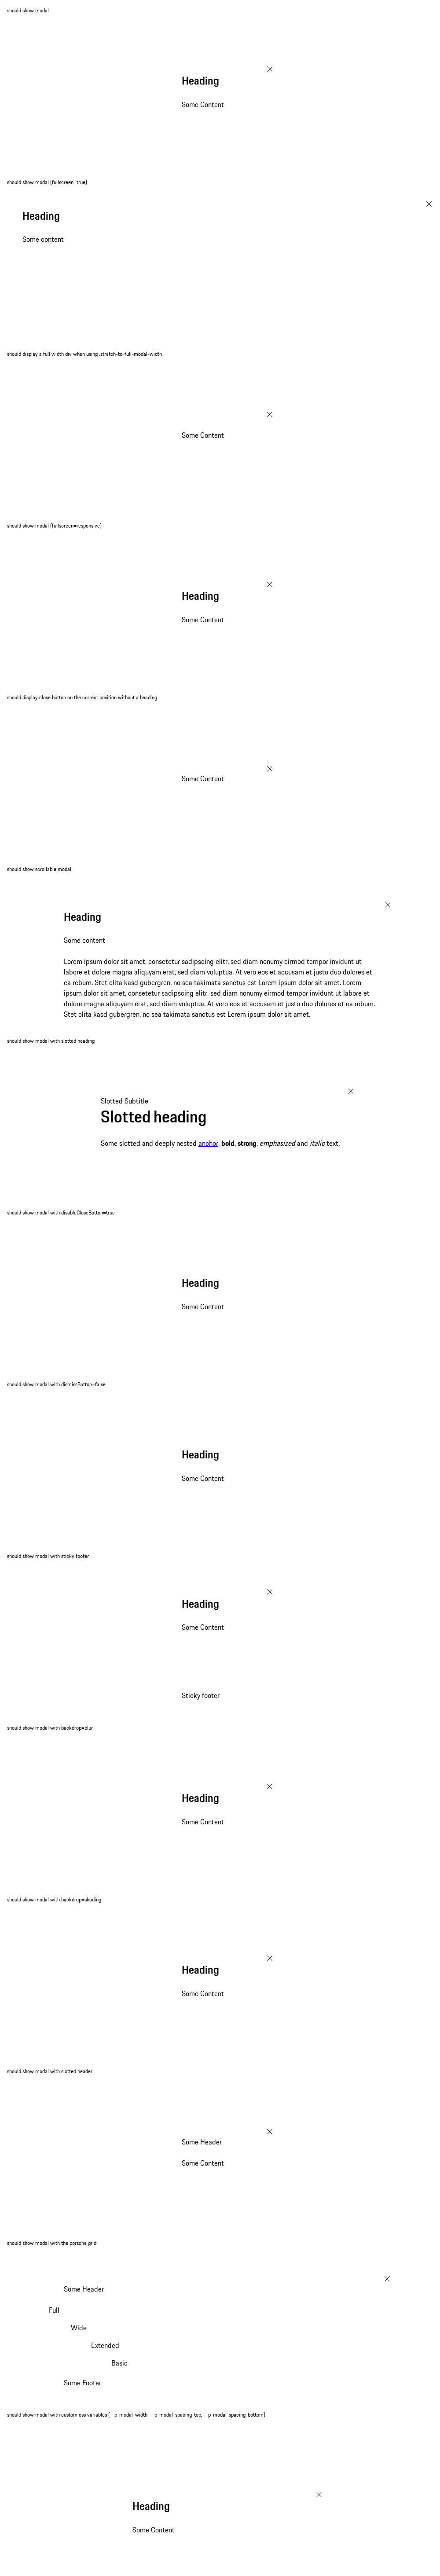 should show modal
Heading
Some Content
should show modal (fullscreen=true)
Heading
Some content
should display a full width div when using .stretch-to-full-modal-width
Some Content
should show modal (fullscreen=responsive)
Heading
Some Content
should display close button on the correct position without a heading
Some Content
should show scrollable modal
Heading
Some content
Lorem ipsum dolor sit amet, consetetur sadipscing elitr, sed diam nonumy eirmod tempor invidunt ut
labore et dolore magna aliquyam erat, sed diam voluptua. At vero eos et accusam et justo duo dolores et
ea rebum. Stet clita kasd gubergren, no sea takimata sanctus est Lorem ipsum dolor sit amet. Lorem
ipsum dolor sit amet, consetetur sadipscing elitr, sed diam nonumy eirmod tempor invidunt ut labore et
dolore magna aliquyam erat, sed diam voluptua. At vero eos et accusam et justo duo dolores et ea rebum.
Stet clita kasd gubergren, no sea takimata sanctus est Lorem ipsum dolor sit amet.
should show modal with slotted heading
Slotted Subtitle
Slotted heading
Some slotted and deeply nested anchor, bold, strong, emphasized and italic text.
should show modal with disableCloseButton=true
Heading
Some Content
should show modal with dismissButton=false
Heading
Some Content
should show modal with sticky footer
Heading
Some Content
Sticky footer
should show modal with backdrop=blur
Heading
Some Content
should show modal with backdrop=shading
Heading
Some Content
should show modal with slotted header
Some Header
Some Content
should show modal with the porsche grid
Some Header
Full
Wide
Extended
Basic
Some Footer
should show modal with custom css variables (--p-modal-width, --p-modal-spacing-top, --p-modal-spacing-bottom)
Heading
Some Content